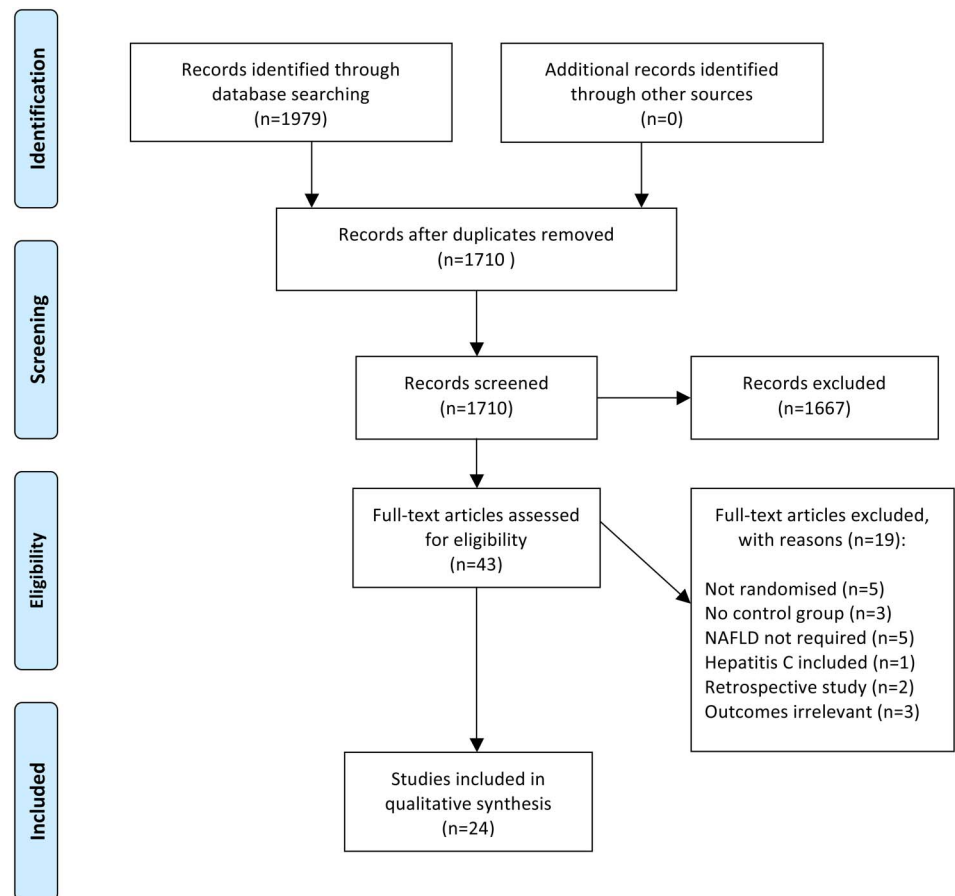 Identification
Records identified through
database searching
(n=1979)
Additional records identified
through other sources
(n=0)
Records after duplicates removed
(n=1710 )
Screening
Records screened
(n=1710)
Records excluded
(n=1667)
Eligibility
Full-text articles assessed
for eligibility
(n=43)
Full-text articles excluded,
with reasons (n=19):
Not randomised (n=5)
No control group (n=3)
NAFLD not required (n=5)
Hepatitis C included (n=1)
Retrospective study (n=2)
Outcomes irrelevant (n=3)
Included
Studies included in
qualitative synthesis
(n=24)